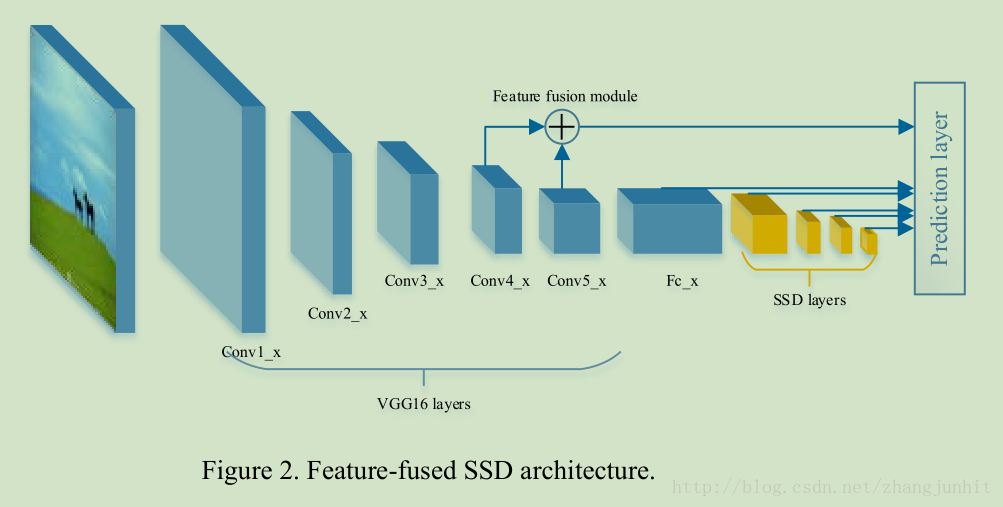 Feature fusion module
Prediction layer
Conv3_x
Conv4_x
Conv5_x
Fc_x
SSD layers
Conv2_x
Conv1_x
VGG16 layers
Figure 2. Feature-fused SSD architecture.
http://blog.csdn.net/zhangjunhit